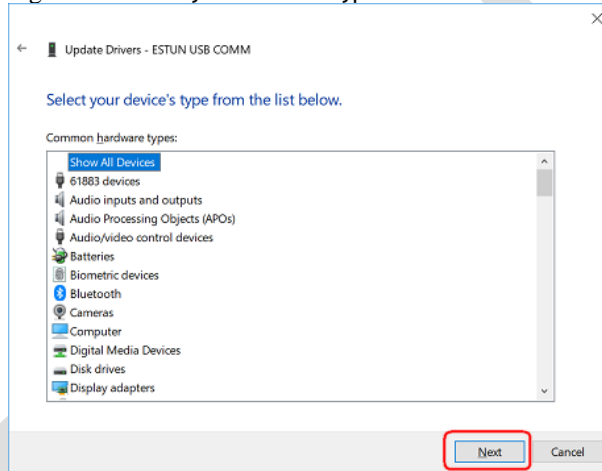 Update Drivers - ESTUN USB COMM
Select your device's type from the list below.
Common hardware types:
Show All Devices
61883 devices
Audio inputs and outputs
Audio Processing Objects (APOs)
Audio/video control devices
Batteries
Biometric devices
Bluetooth
Cameras
Computer
Digital Media Devices
Disk drives
Display adapters
Next Cancel